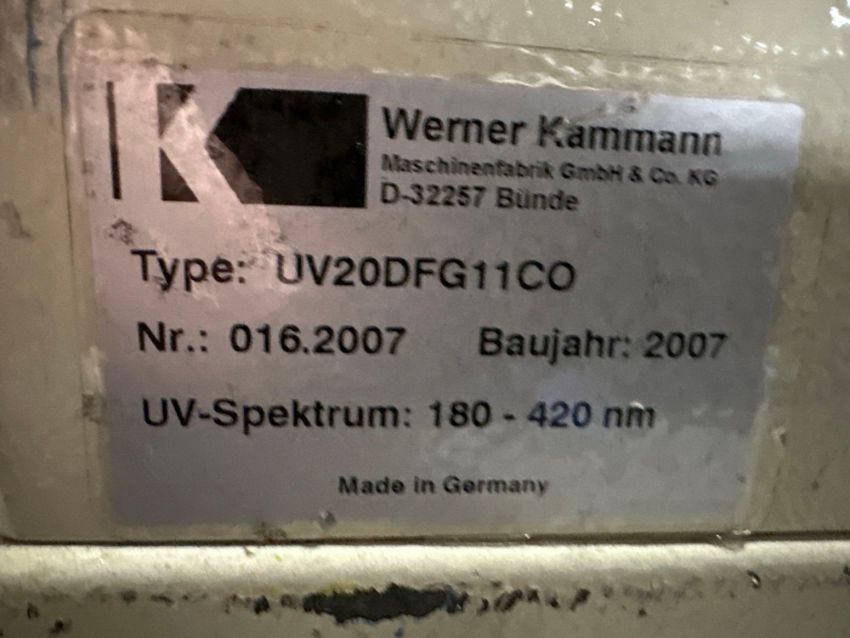 K
Werner Kammann
Maschinenfabrik GmbH & Co. KG
D-32257 Bünde
Type: UV20DFG11CO
Nr.: 016.2007 Baujahr: 2007
UV-Spektrum: 180 - 420 nm
Made in Germany